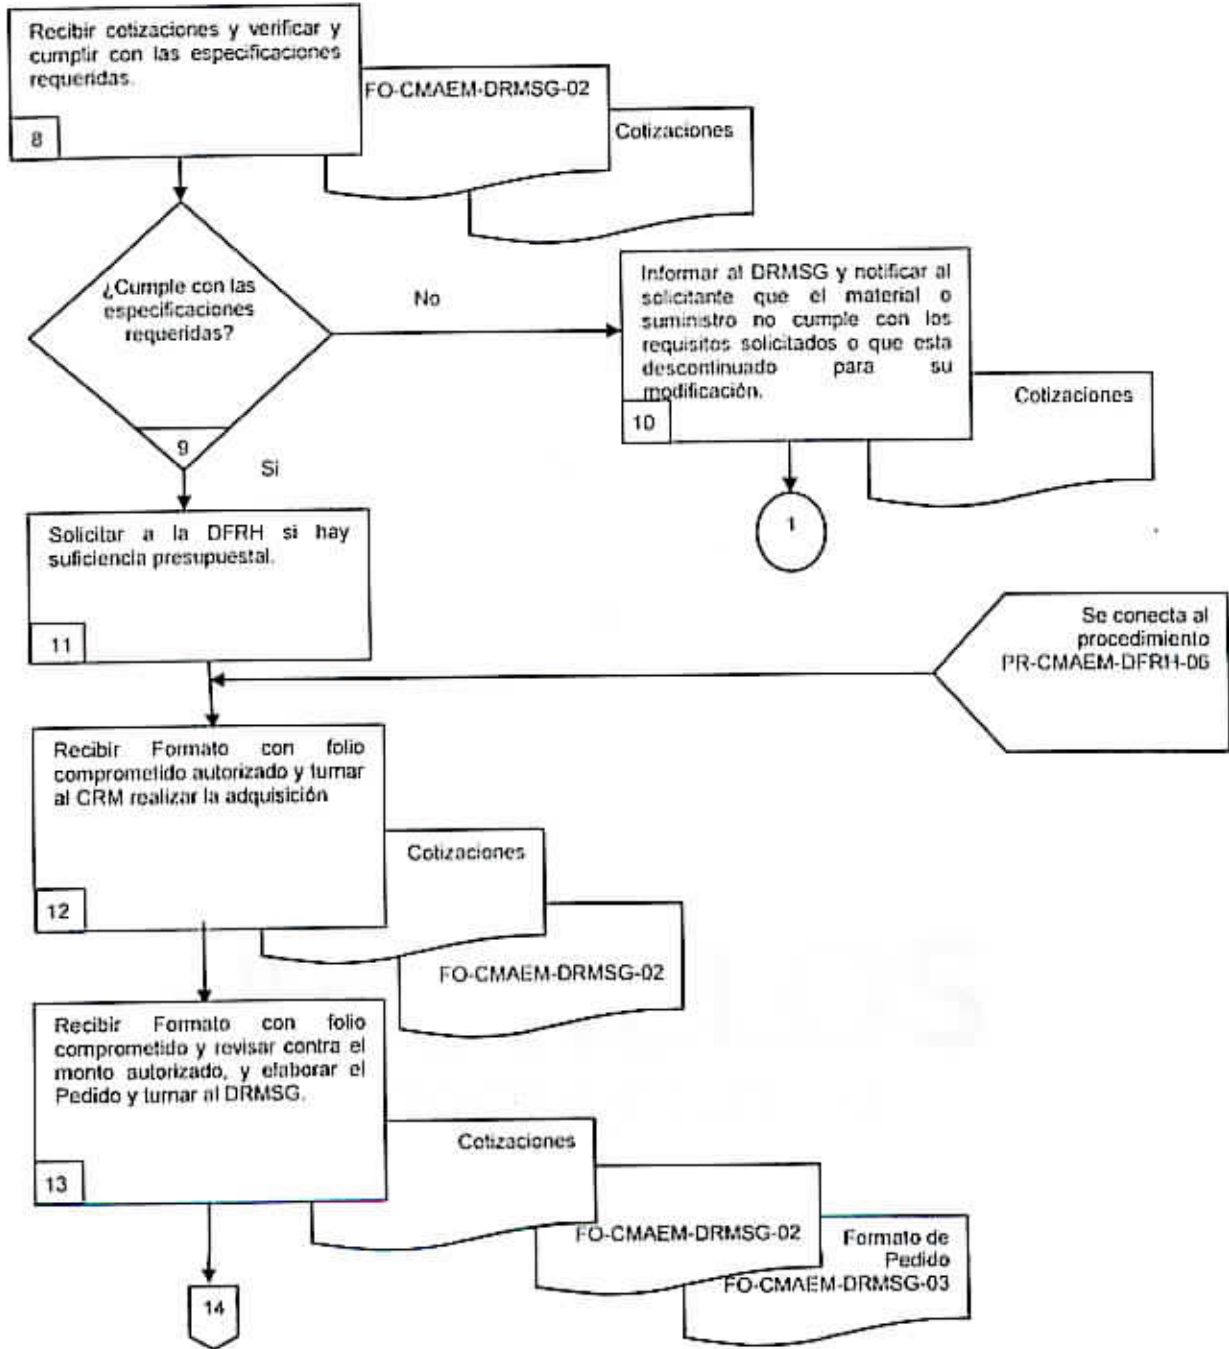 Recibir cotizaciones y verificar y
cumplir con las especificaciones
requeridas.
8
FO-CMAEM-DRMSG-02
Cotizaciones
¿Cumple con las
especificaciones
requeridas?
9
No
Si
Informar al DRMSG y notificar al
solicitante que el material o
suministro no cumple con los
requisitos solicitados o que esta
descontinuado para su
modificación.
10
Cotizaciones
1
Solicitar a la DFRH si hay
suficiencia presupuestal.
11
Se conecta al
procedimiento
PR-CMAEM-DFRH-06
Recibir Formato con folio
comprometido autorizado y turnar
al CRM realizar la adquisición
12
Cotizaciones
FO-CMAEM-DRMSG-02
Recibir Formato con folio
comprometido y revisar contra el
monto autorizado, y elaborar el
Pedido y turnar al DRMSG.
13
Cotizaciones
FO-CMAEM-DRMSG-02
Formato de
Pedido
FO-CMAEM-DRMSG-03
14